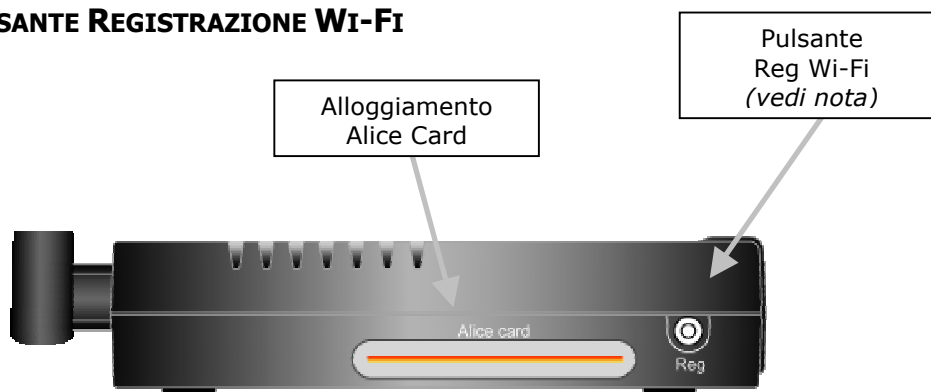 SANTE REGISTRAZIONE WI-FI
Pulsante
Reg Wi-Fi
(vedi nota)
Alloggiamento
Alice Card
Alice card
Reg